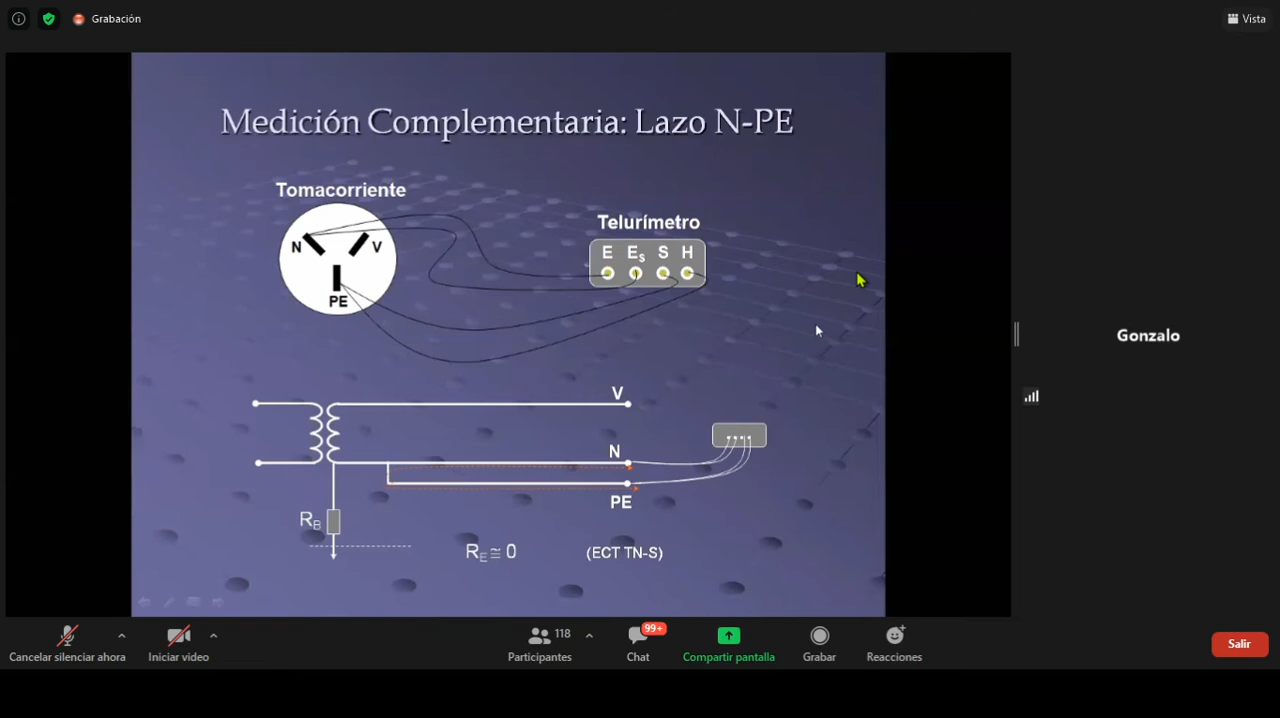 Grabación
Vista
Medición Complementaria: Lazo N-PE
Tomacorriente
N
V
PE
Telurímetro
E Es S H
Gonzalo
V
N
PE
RB
RE ≅ 0
(ECT TN-S)
Cancelar silenciar ahora
Iniciar video
118
Participantes
99+
Chat
Compartir pantalla
Grabar
Reacciones
Salir